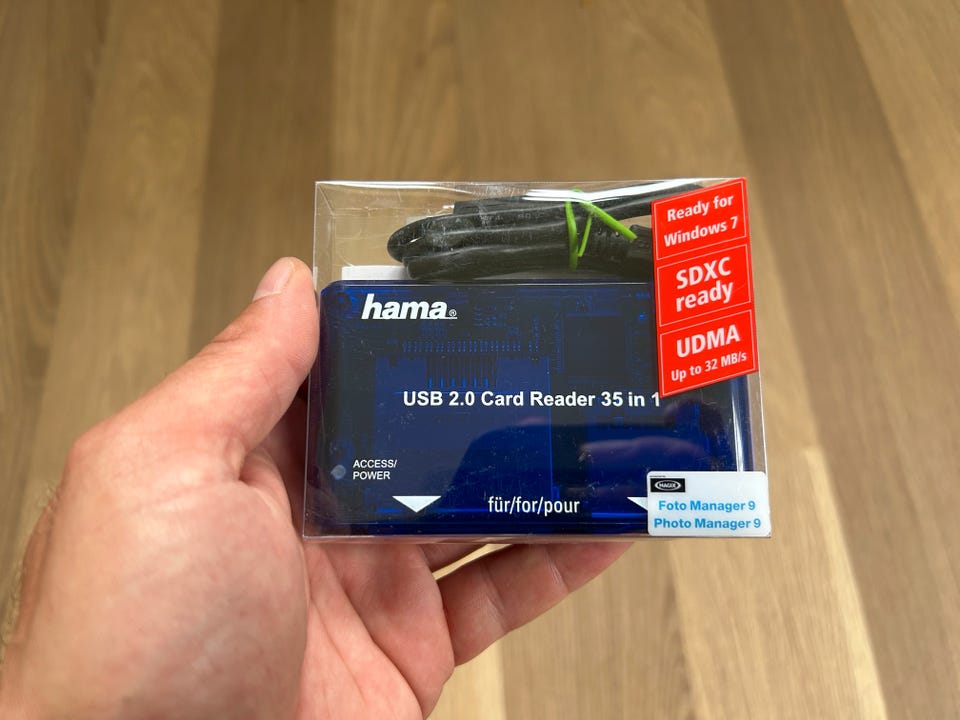 hama®
USB 2.0 Card Reader 35 in 1
ACCESS/
POWER
für/for/pour
Ready for
Windows 7
SDXC
ready
UDMA
Up to 32 MB/s
MAGIX
Foto Manager 9
Photo Manager 9